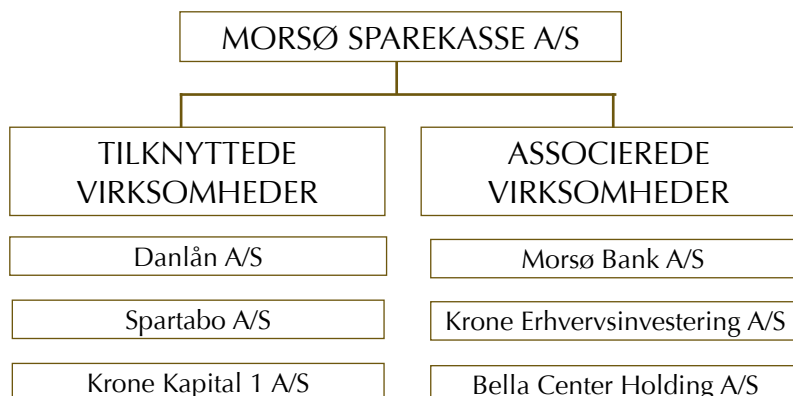 MORSØ SPAREKASSE A/S
TILKNYTTEDE
VIRKSOMHEDER
Danlån A/S
Spartabo A/S
Krone Kapital 1 A/S
ASSOCIEREDE
VIRKSOMHEDER
Morsø Bank A/S
Krone Erhvervsinvestering A/S
Bella Center Holding A/S